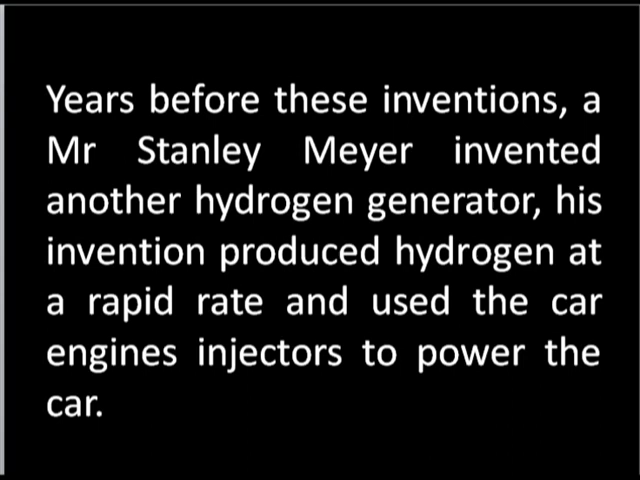 Years before these inventions, a
Mr Stanley Meyer invented
another hydrogen generator, his
invention produced hydrogen at
a rapid rate and used the car
engines injectors to power the
car.